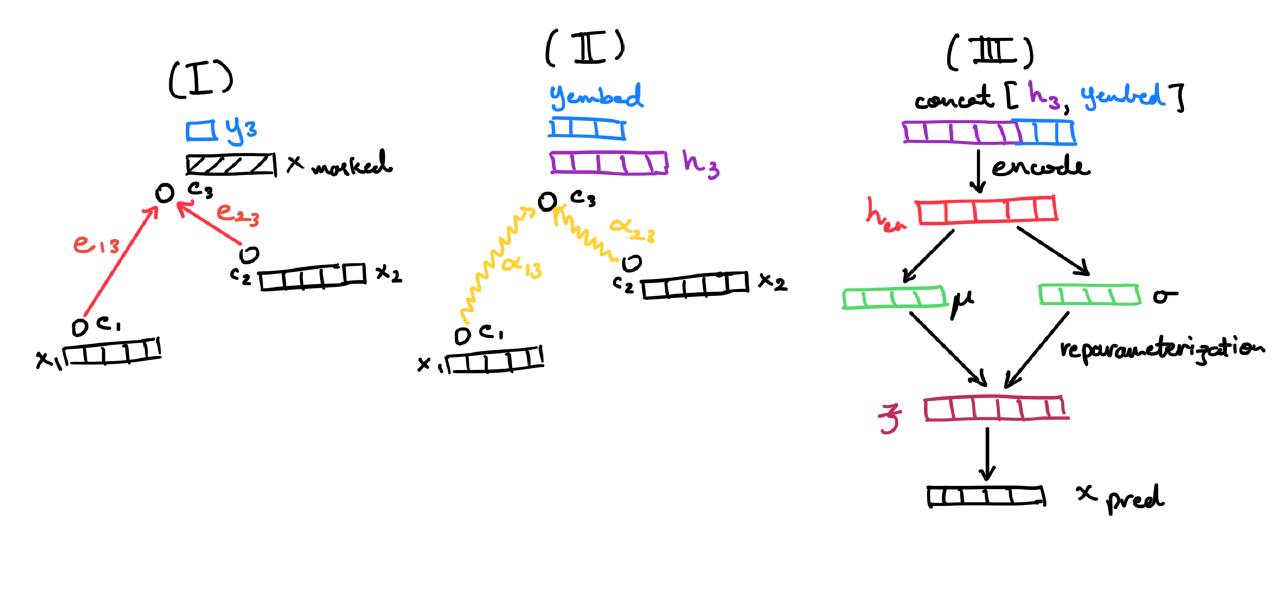 (I)
y3
x masked
c3
e13
e23
c2
x2
c1
x1
(II)
yembed
h3
c3
α23
α13
c2
x2
c1
x1
(III)
concat [h3, yembed]
encode
hen
μ
σ
reparameterization
z
x pred